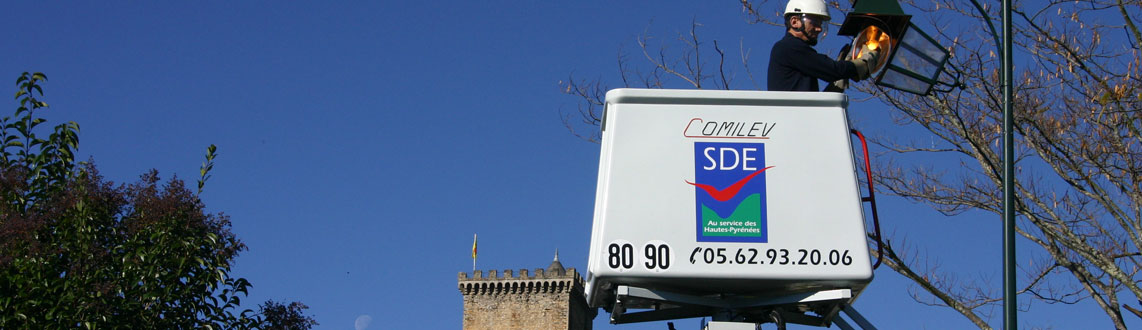 COMILEV
SDE
Au service des
Hautes-Pyrénées
80 90 05.62.93.20.06